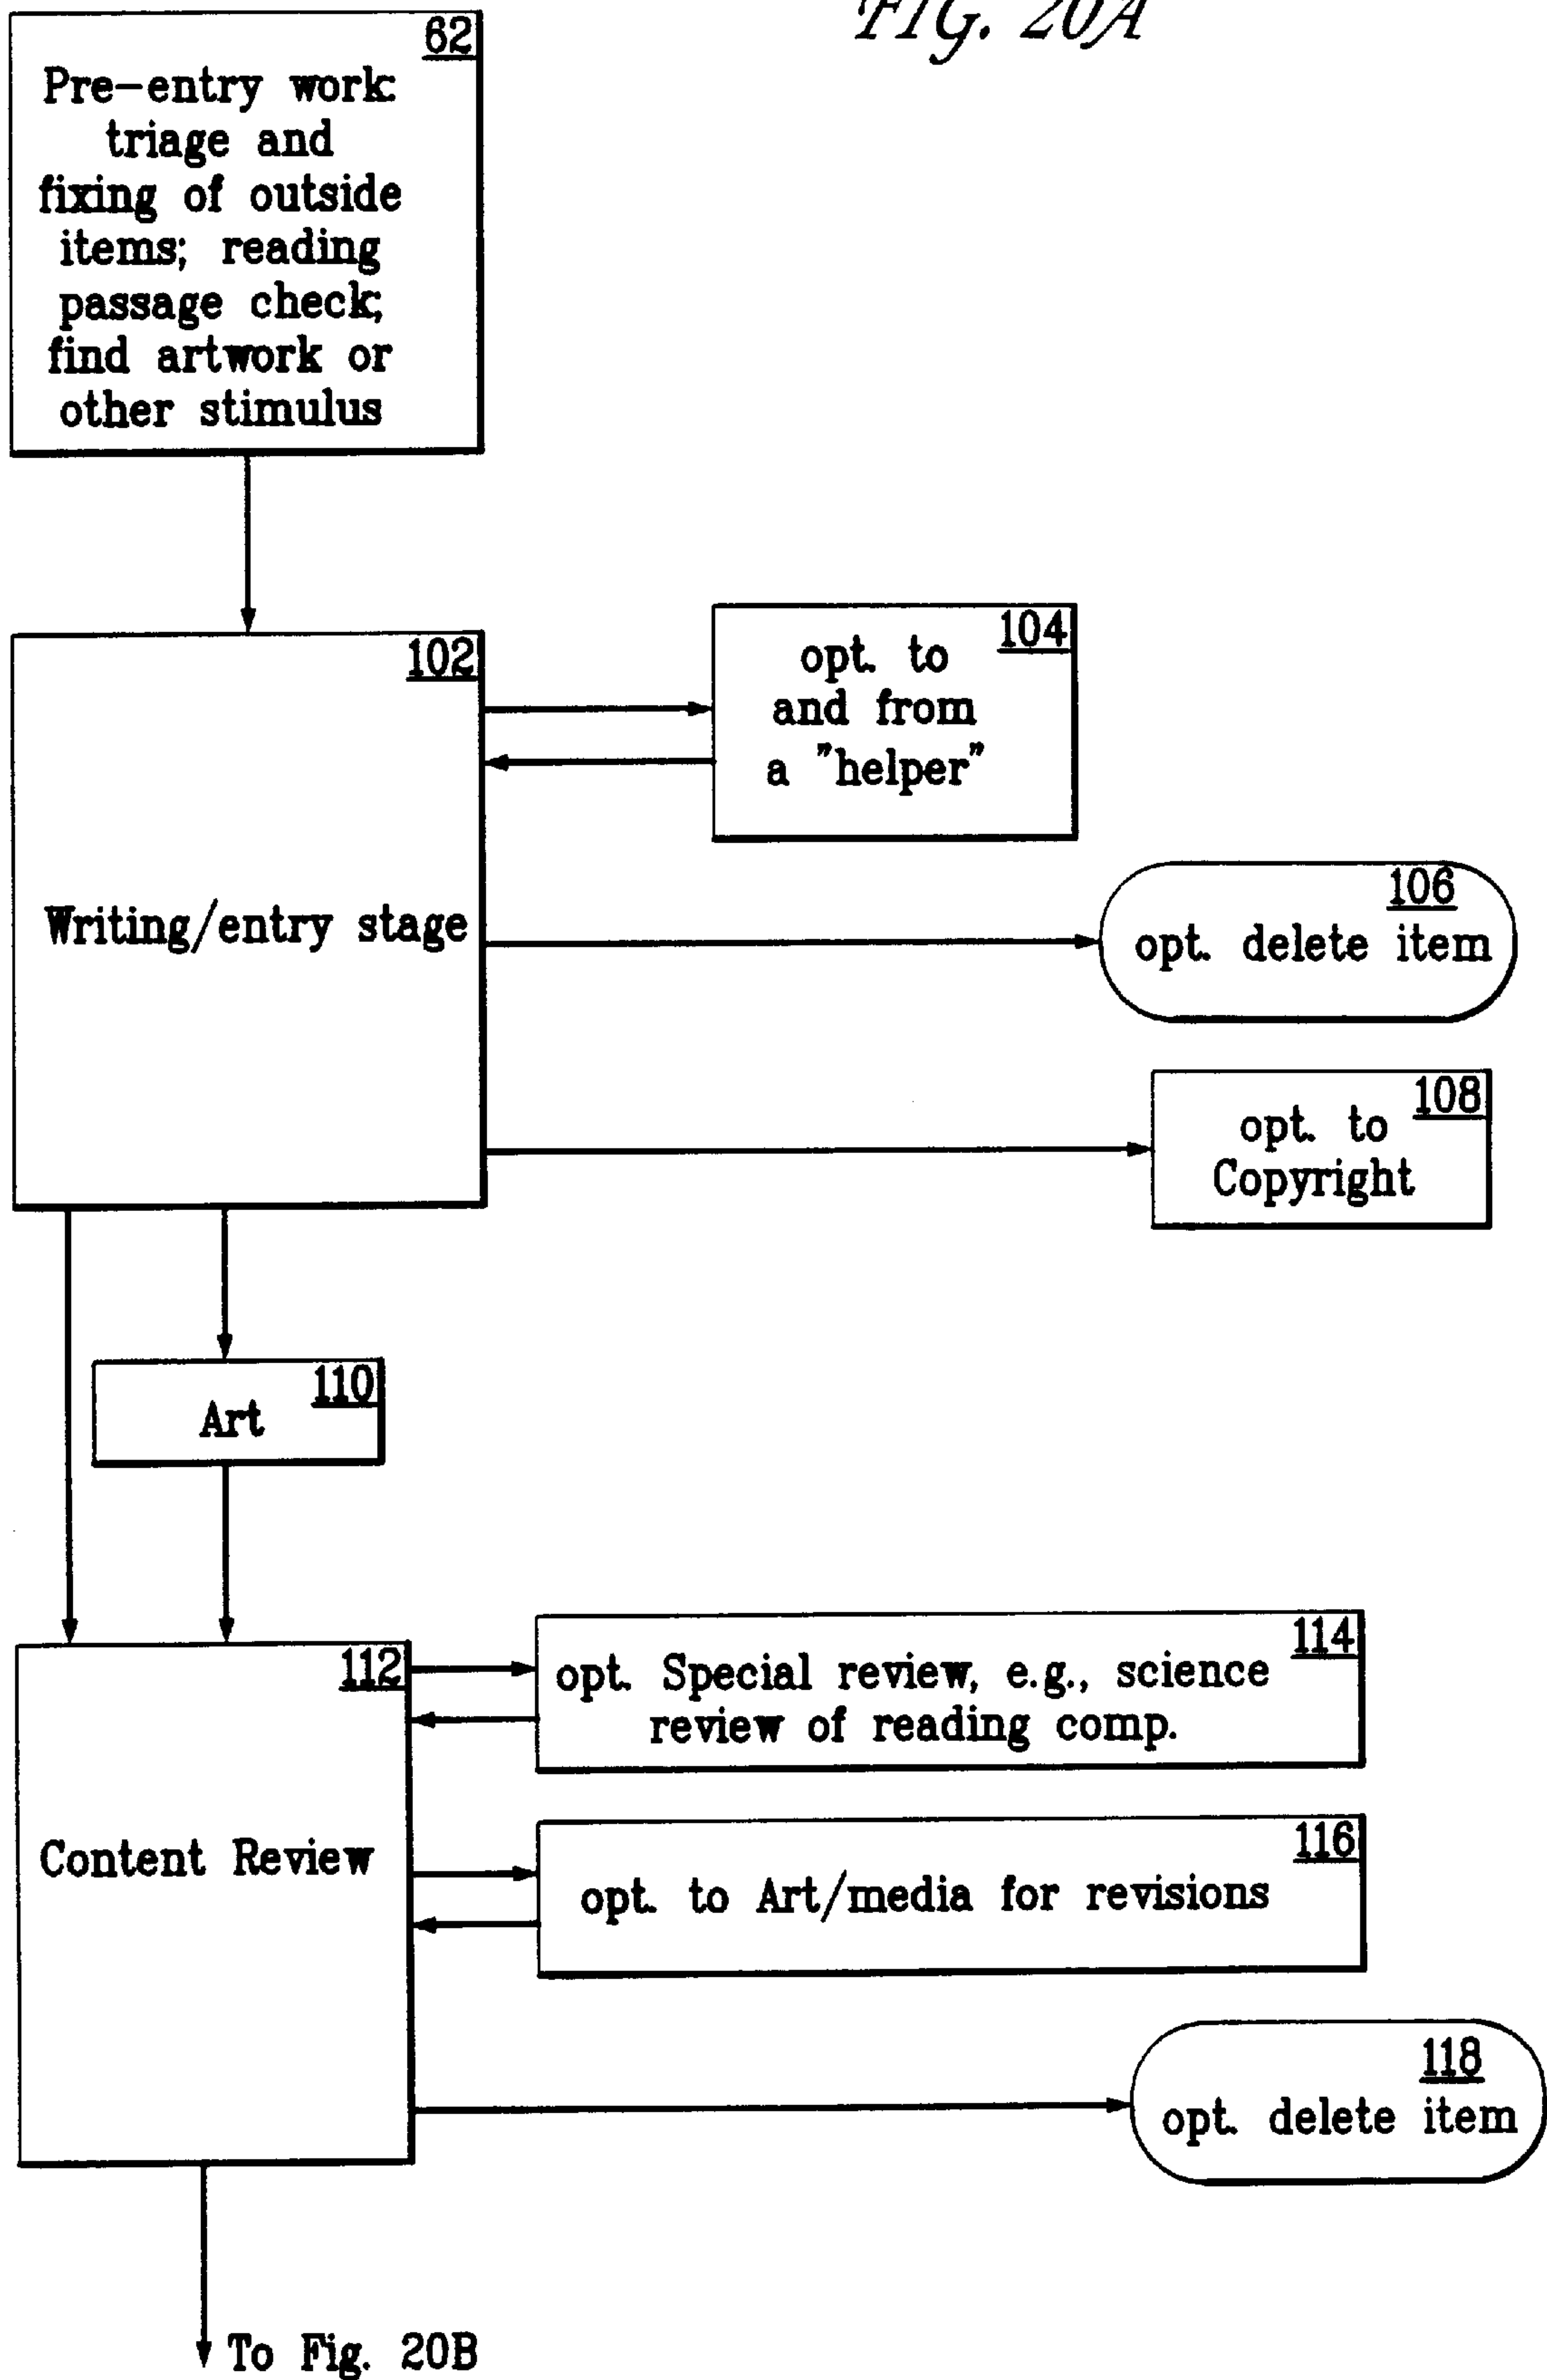 FIG. 20A
62
Pre-entry work:
triage and
fixing of outside
items; reading
passage check;
find artwork or
other stimulus
102
Writing/entry stage
104
opt. to
and from
a "helper"
106
opt. delete item
108
opt. to
Copyright
110
Art
112
Content Review
114
opt. Special review, e.g., science
review of reading comp.
116
opt. to Art/media for revisions
118
opt. delete item
To Fig. 20B